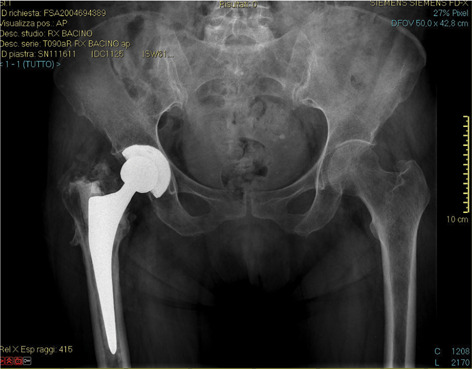 D richiesta: FSA2004694389
Visualizza pos.: AP
Desc. studio: RX BACINO
Desc. serie: T090aR RX BACINO ap
D piastra: SN111611 IDC1126 ISW61...
< 1 - 1 (TUTTO) >
SIEMENS SIEMENS FD-X
27% Pixel
DFOV 50,0 x 42,8 cm
10 cm
Rel.X Esp raggi: 415
C 1208
L 2170